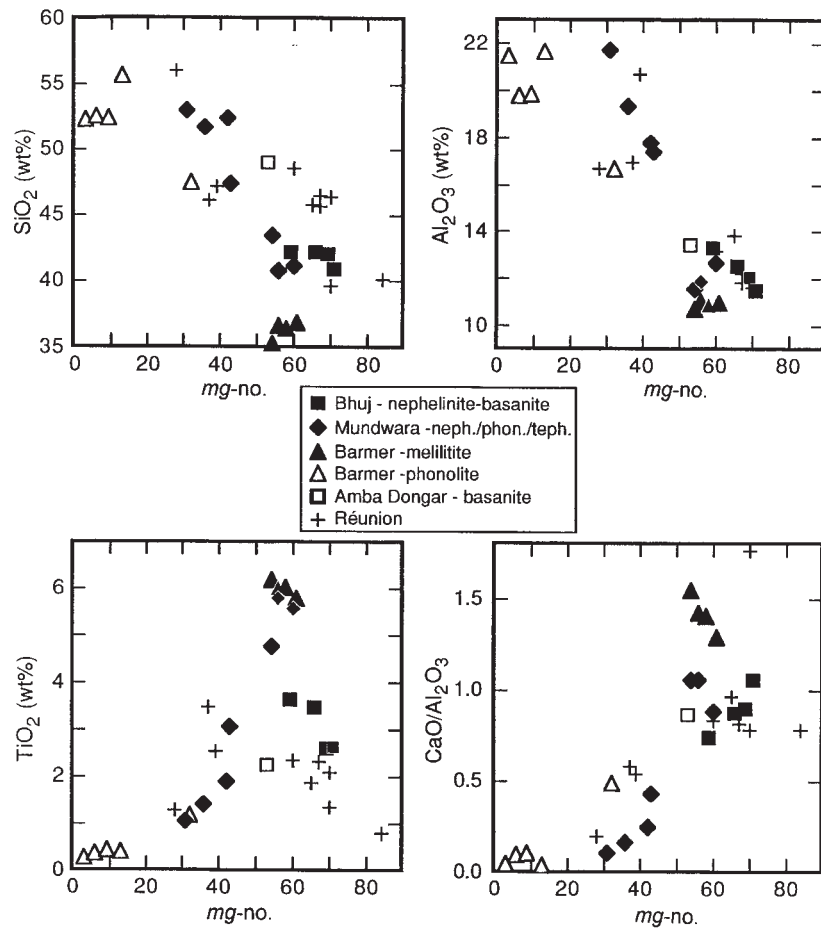 60
55
50
45
40
35
SiO₂ (wt%)
0 20 40 60 80
mg-no.
22
18
14
10
Al₂O₃ (wt%)
0 20 40 60 80
mg-no.
Bhuj - nephelinite-basanite
Mundwara -neph./phon./teph.
Barmer -melilitite
Barmer -phonolite
Amba Dongar - basanite
Réunion
6
4
2
0
TiO₂ (wt%)
0 20 40 60 80
mg-no.
1.5
1.0
0.5
0.0
CaO/Al₂O₃
0 20 40 60 80
mg-no.